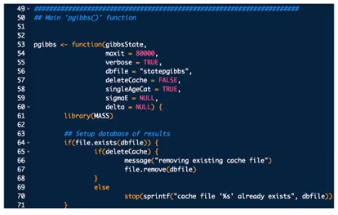 49 ################################################################
50 ## Main 'pgibbs()' function
51
52
53 pgibbs <- function(gibbsState,
54 maxit = 80000,
55 verbose = TRUE,
56 dbfile = "statepgibbs",
57 deleteCache = FALSE,
58 singleAgeCat = TRUE,
59 sigmaE = NULL,
60 delta = NULL) {
61 library(MASS)
62
63 ## Setup database of results
64 if(file.exists(dbfile)) {
65 if(deleteCache) {
66 message("removing existing cache file")
67 file.remove(dbfile)
68 }
69 else
70 stop(sprintf("cache file '%s' already exists", dbfile))
71 }